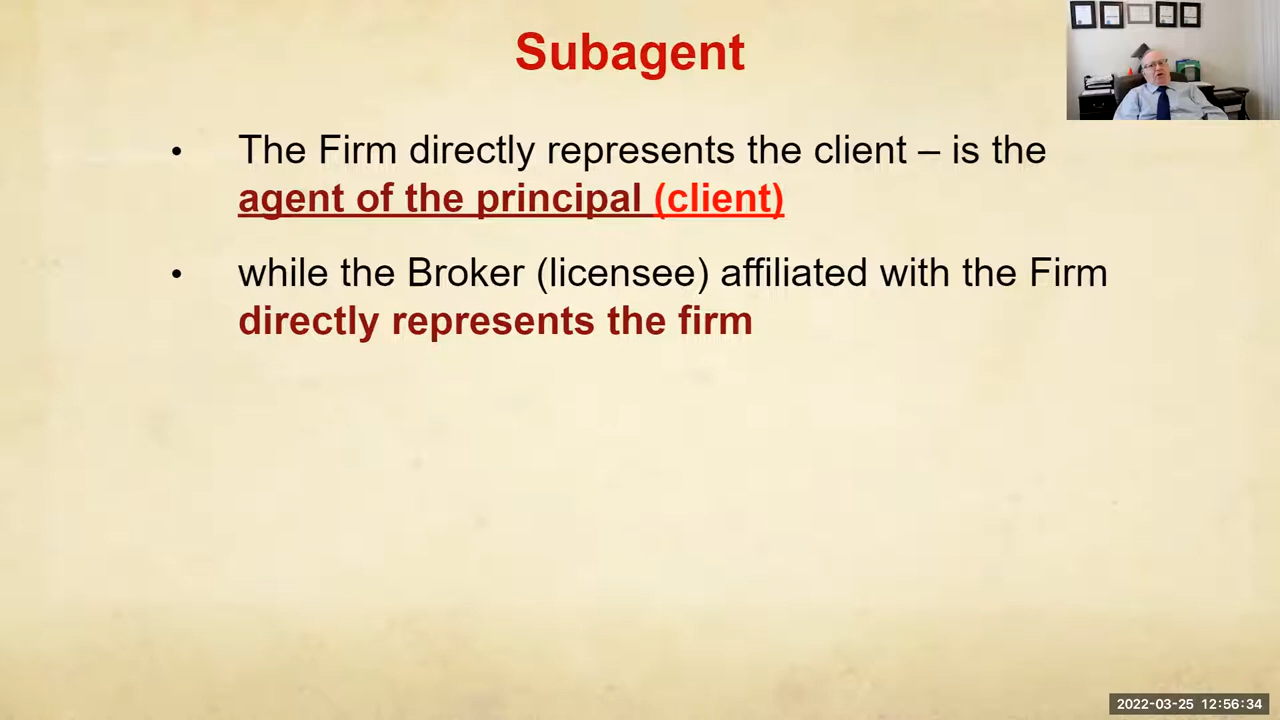 Subagent
• The Firm directly represents the client – is the
agent of the principal (client)
• while the Broker (licensee) affiliated with the Firm
directly represents the firm
2022-03-25 12:56:34